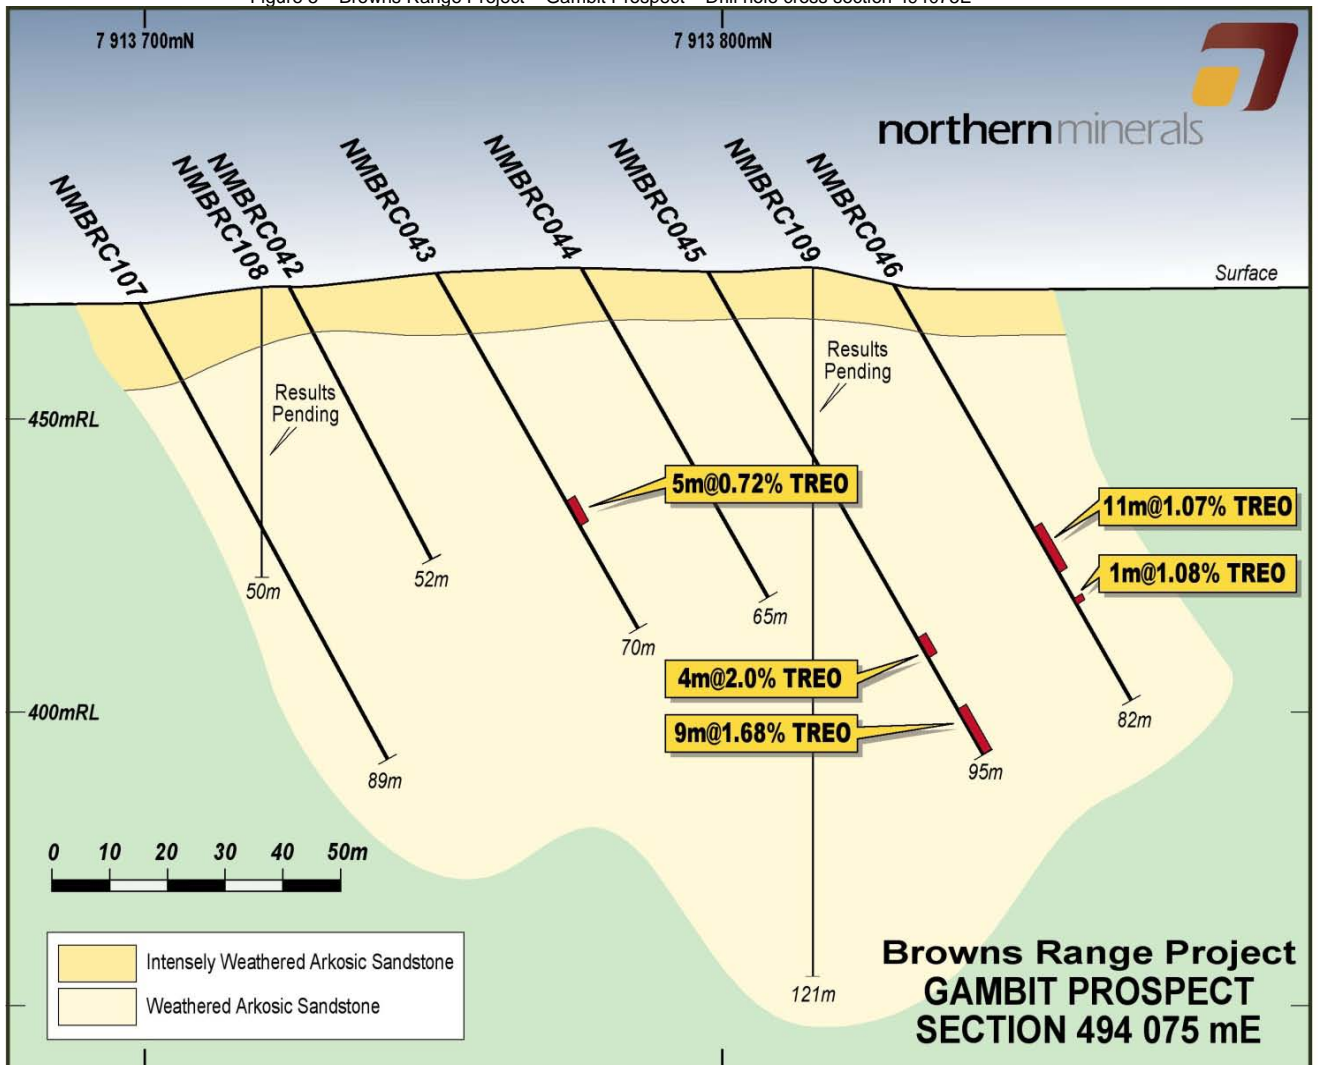 7 913 700mN
7 913 800mN
northernminerals
NMBRC107
NMBRC108
NMBRC042
NMBRC043
NMBRC044
NMBRC045
NMBRC109
NMBRC046
Surface
Results
Pending
Results
Pending
450mRL
5m@0.72% TREO
11m@1.07% TREO
1m@1.08% TREO
50m
52m
65m
70m
4m@2.0% TREO
400mRL
82m
9m@1.68% TREO
89m
95m
0 10 20 30 40 50m
Intensely Weathered Arkosic Sandstone
Weathered Arkosic Sandstone
121m
Browns Range Project
GAMBIT PROSPECT
SECTION 494 075 mE